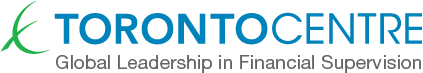 TORONTOCENTRE
Global Leadership in Financial Supervision